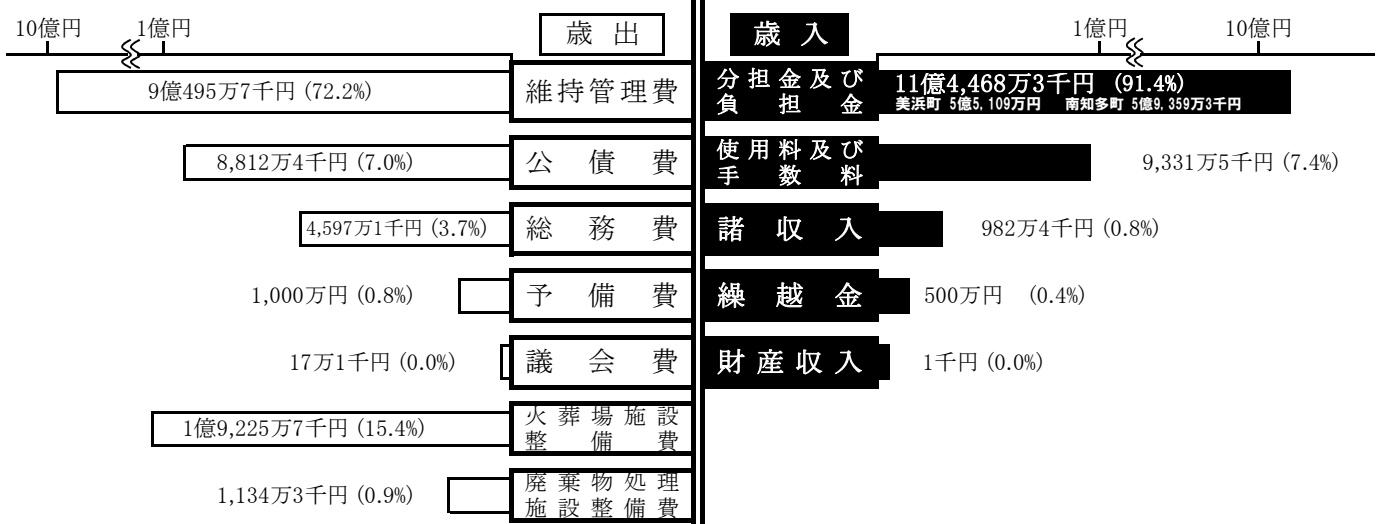 10億円 1億円 歳出
9億495万7千円 (72.2%) 維持管理費
8,812万4千円 (7.0%) 公債費
4,597万1千円 (3.7%) 総務費
1,000万円 (0.8%) 予備費
17万1千円 (0.0%) 議会費
1億9,225万7千円 (15.4%) 火葬場施設
整備費
1,134万3千円 (0.9%) 廃棄物処理
施設整備費
歳入 1億円 10億円
分担金及び
負担金
11億4,468万3千円 (91.4%)
美浜町 5億5,109万円 南知多町 5億9,359万3千円
使用料及び
手数料
9,331万5千円 (7.4%)
諸収入 982万4千円 (0.8%)
繰越金 500万円 (0.4%)
財産収入 1千円 (0.0%)